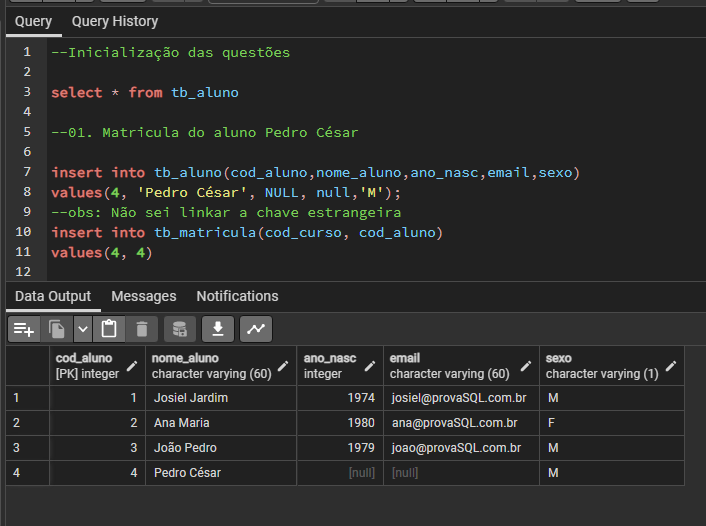 Query Query History
1 --Inicialização das questões
2
3 select * from tb_aluno
4
5 --01. Matricula do aluno Pedro César
6
7 insert into tb_aluno(cod_aluno,nome_aluno,ano_nasc,email,sexo)
8 values(4, 'Pedro César', NULL, null,'M');
9 --obs: Não sei linkar a chave estrangeira
10 insert into tb_matricula(cod_curso, cod_aluno)
11 values(4, 4)
12
Data Output Messages Notifications
cod_aluno nome_aluno ano_nasc email sexo
[PK] integer character varying (60) integer character varying (60) character varying (1)
1 1 Josiel Jardim 1974 josiel@provaSQL.com.br M
2 2 Ana Maria 1980 ana@provaSQL.com.br F
3 3 João Pedro 1979 joao@provaSQL.com.br M
4 4 Pedro César [null] [null] M